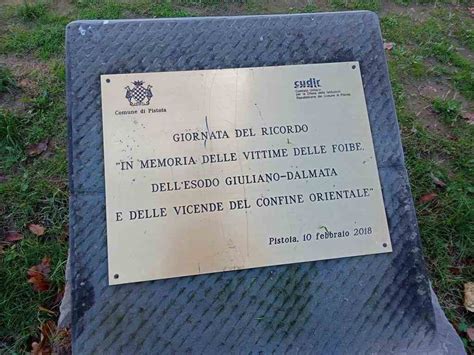 Comune di Pistoia
cudir
GIORNATA DEL RICORDO
"IN MEMORIA DELLE VITTIME DELLE FOIBE,
DELL'ESODO GIULIANO-DALMATA
E DELLE VICENDE DEL CONFINE ORIENTALE"
Pistoia, 10 febbraio 2018